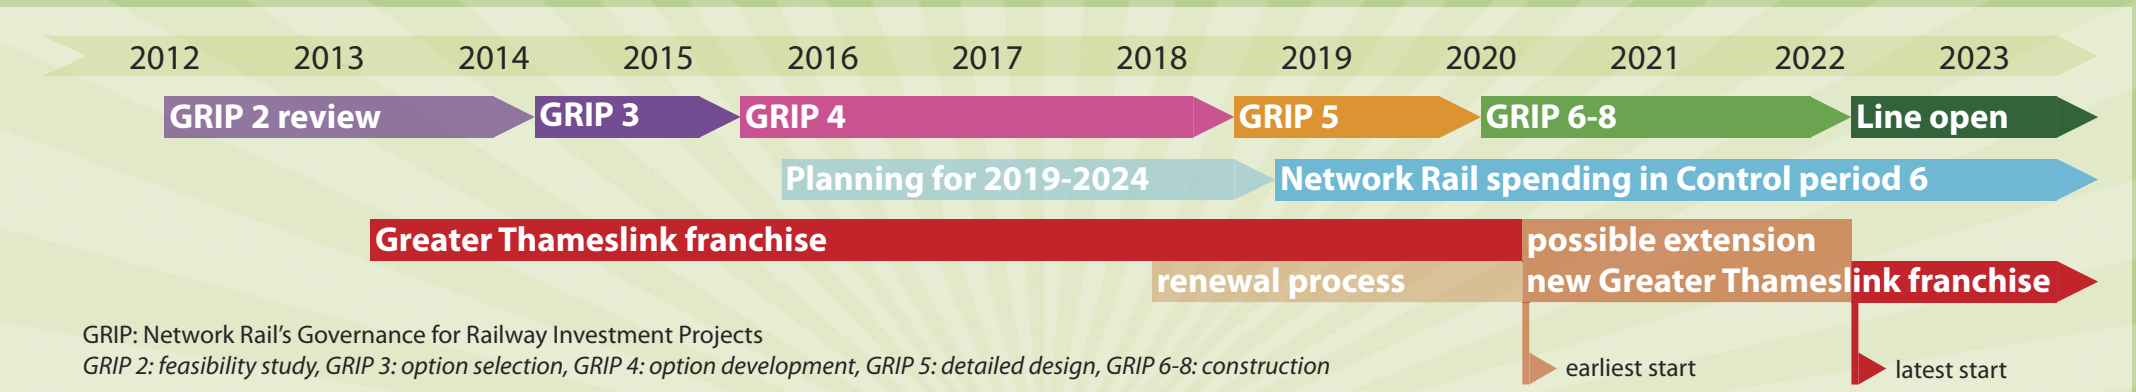 2012 2013 2014 2015 2016 2017 2018 2019 2020 2021 2022 2023
GRIP 2 review GRIP 3 GRIP 4 GRIP 5 GRIP 6-8 Line open
Planning for 2019-2024 Network Rail spending in Control period 6
Greater Thameslink franchise possible extension
renewal process new Greater Thameslink franchise
GRIP: Network Rail's Governance for Railway Investment Projects
GRIP 2: feasibility study, GRIP 3: option selection, GRIP 4: option development, GRIP 5: detailed design, GRIP 6-8: construction
earliest start latest start